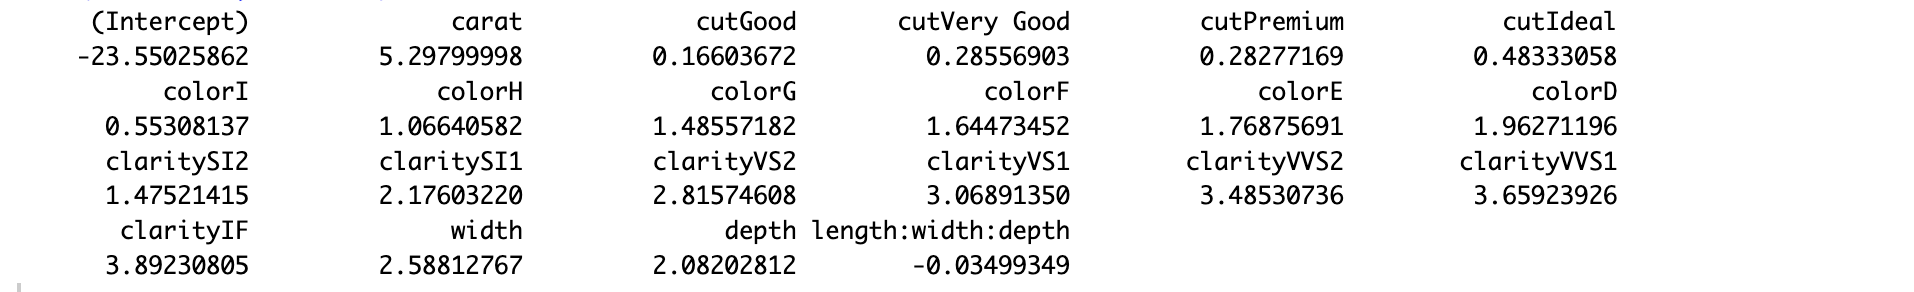 (Intercept) carat cutGood cutVery Good cutPremium cutIdeal
-23.55025862 5.29799998 0.16603672 0.28556903 0.28277169 0.48333058
colorI colorH colorG colorF colorE colorD
0.55308137 1.06640582 1.48557182 1.64473452 1.76875691 1.96271196
claritySI2 claritySI1 clarityVS2 clarityVS1 clarityVVS2 clarityVVS1
1.47521415 2.17603220 2.81574608 3.06891350 3.48530736 3.65923926
clarityIF width depth length:width:depth
3.89230805 2.58812767 2.08202812 -0.03499349